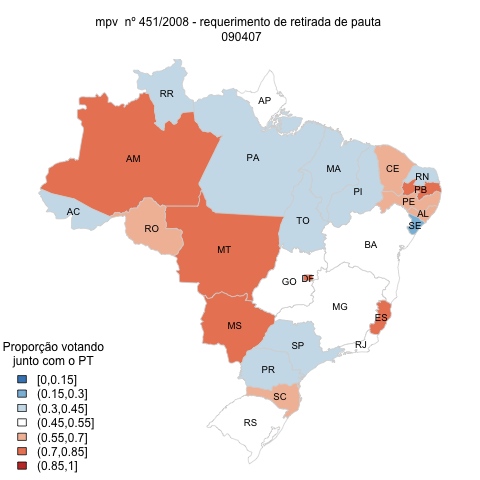 mpv nº 451/2008 - requerimento de retirada de pauta
090407
RR
AP
AM
PA
MA
CE
RN
PB
PI
PE
AL
SE
AC
RO
TO
BA
MT
GO
DF
MG
ES
MS
SP
RJ
PR
SC
RS
Proporção votando
junto com o PT
[0,0.15]
(0.15,0.3]
(0.3,0.45]
(0.45,0.55]
(0.55,0.7]
(0.7,0.85]
(0.85,1]